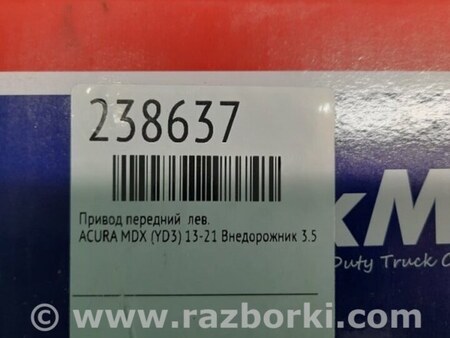 238637
Привод передний лев.
ACURA MDX (YD3) 13-21 Внедорожник 3.5
kM
Duty Truck C
© www.razborki.com